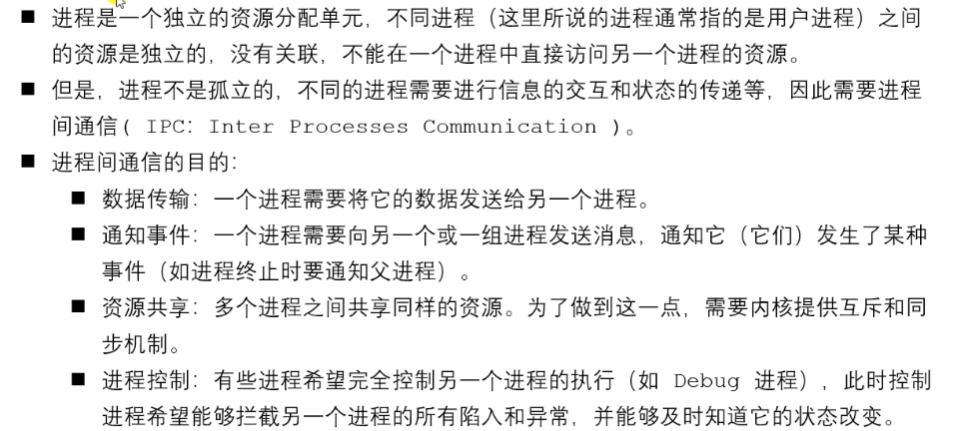 ■ 进程是一个独立的资源分配单元，不同进程（这里所说的进程通常指的是用户进程）之间
的资源是独立的，没有关联，不能在一个进程中直接访问另一个进程的资源。
■ 但是，进程不是孤立的，不同的进程需要进行信息的交互和状态的传递等，因此需要进程
间通信( IPC：Inter Processes Communication )。
■ 进程间通信的目的：
■ 数据传输：一个进程需要将它的数据发送给另一个进程。
■ 通知事件：一个进程需要向另一个或一组进程发送消息，通知它（它们）发生了某种
事件（如进程终止时要通知父进程）。
■ 资源共享：多个进程之间共享同样的资源。为了做到这一点，需要内核提供互斥和同
步机制。
■ 进程控制：有些进程希望完全控制另一个进程的执行（如 Debug 进程），此时控制
进程希望能够拦截另一个进程的所有陷入和异常，并能够及时知道它的状态改变。